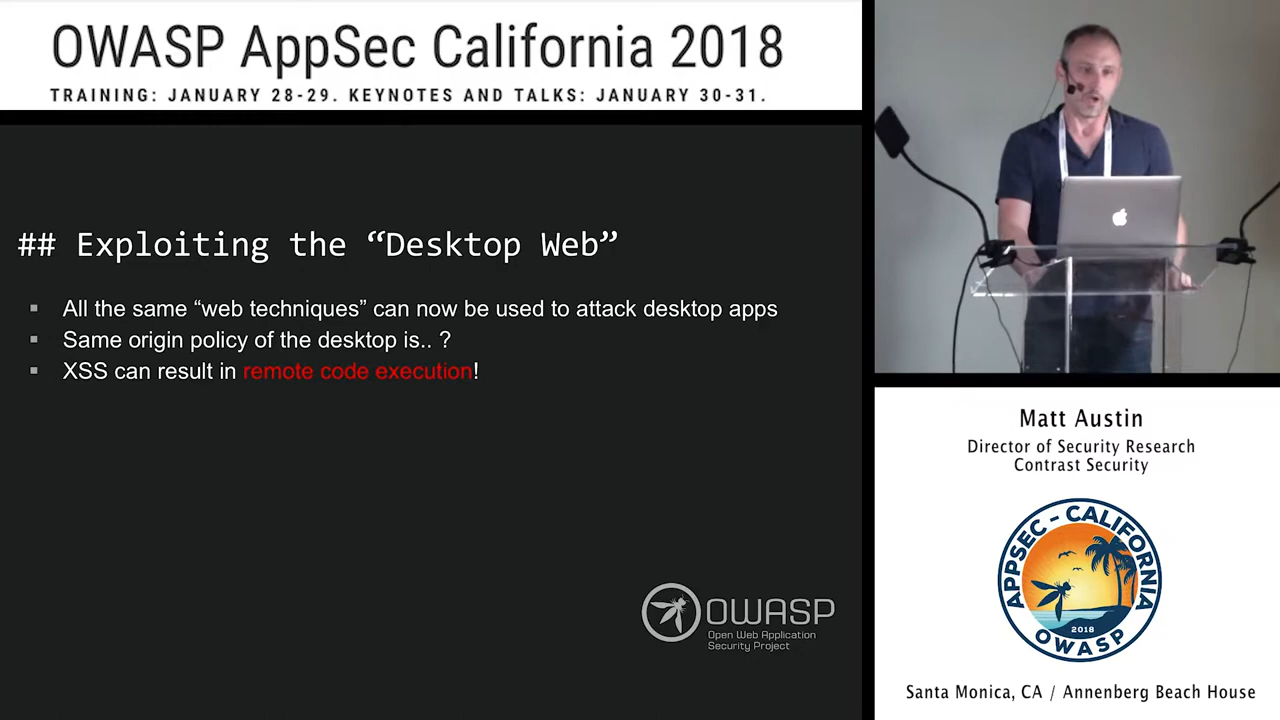 OWASP AppSec California 2018
TRAINING: JANUARY 28-29. KEYNOTES AND TALKS: JANUARY 30-31.
## Exploiting the “Desktop Web”
▪ All the same “web techniques” can now be used to attack desktop apps
▪ Same origin policy of the desktop is.. ?
▪ XSS can result in remote code execution!
OWASP
Open Web Application
Security Project
Matt Austin
Director of Security Research
Contrast Security
APPSEC - CALIFORNIA
2018
OWASP
Santa Monica, CA / Annenberg Beach House